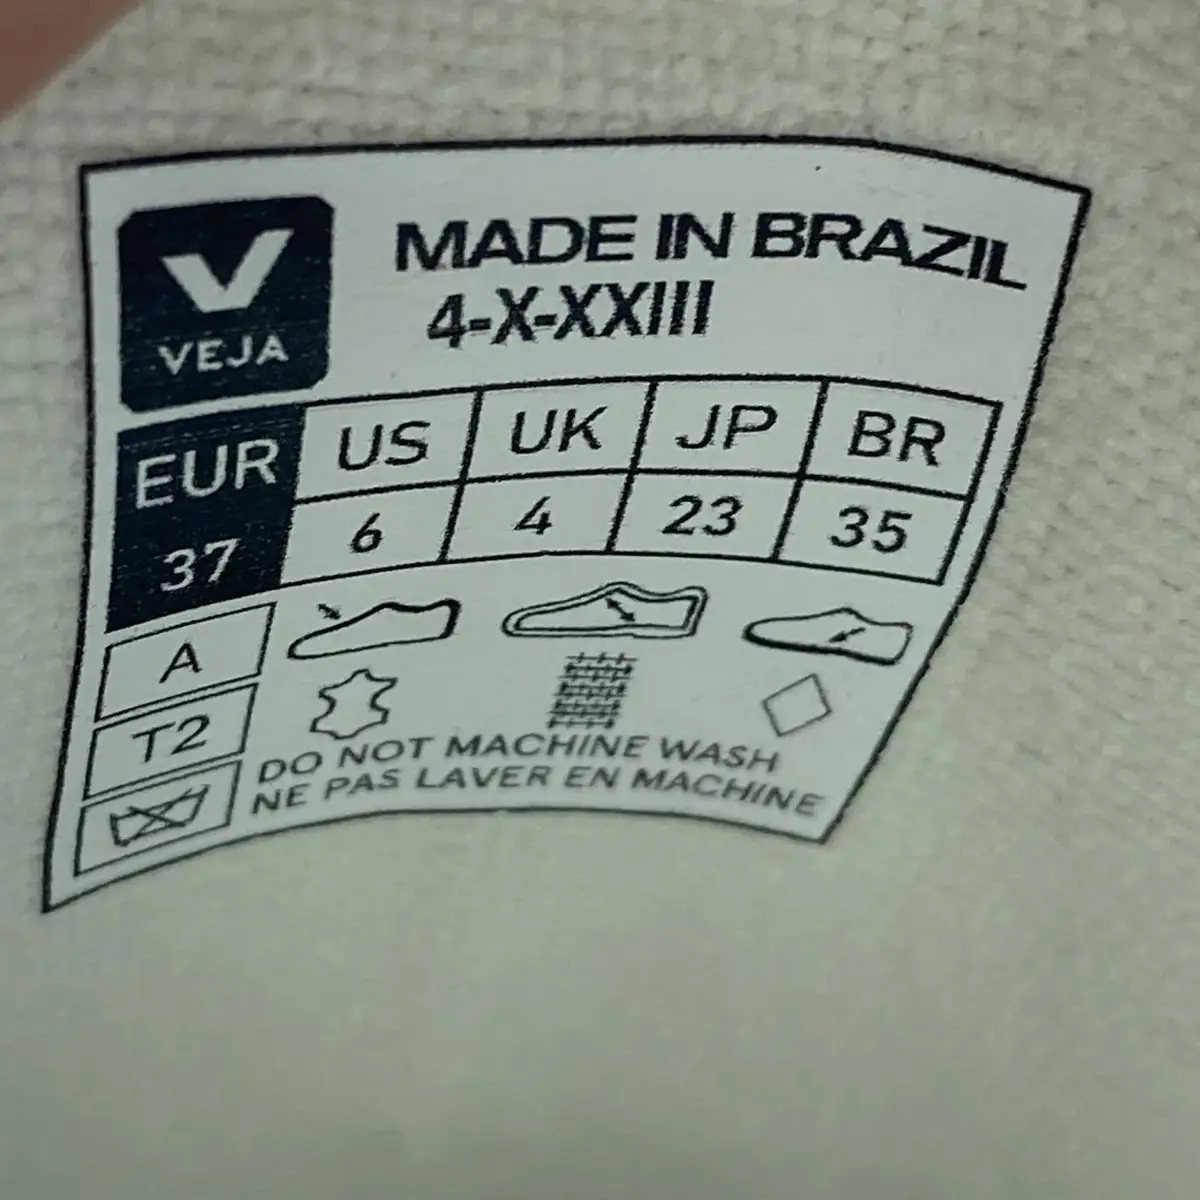 VEJA
MADE IN BRAZIL
4-X-XXIII
EUR US UK JP BR
37 6 4 23 35
A
T2
DO NOT MACHINE WASH
NE PAS LAVER EN MACHINE